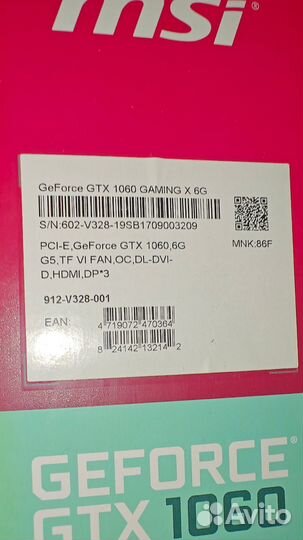 msi
GeForce GTX 1060 GAMING X 6G
S/N:602-V328-19SB1709003209
PCI-E,GeForce GTX 1060,6G
G5,TF VI FAN,OC,DL-DVI-
D,HDMI,DP*3
MNK:86F
912-V328-001
EAN:
4 719072 470364
8 24142 13214 2
GEFORCE
GTX 1060
Avito